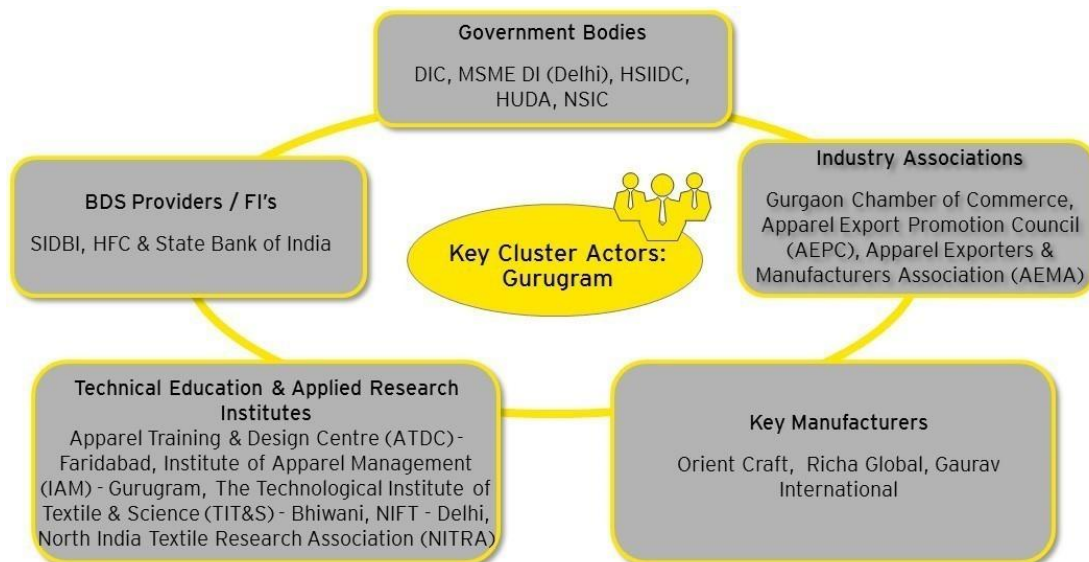 Government Bodies
DIC, MSME DI (Delhi), HSIIDC,
HUDA, NSIC
Industry Associations
Gurgaon Chamber of Commerce,
Apparel Export Promotion Council
(AEPC), Apparel Exporters &
Manufacturers Association (AEMA)
BDS Providers / FI's
SIDBI, HFC & State Bank of India
Key Cluster Actors:
Gurugram
Technical Education & Applied Research
Institutes
Apparel Training & Design Centre (ATDC) -
Faridabad, Institute of Apparel Management
(IAM) - Gurugram, The Technological Institute of
Textile & Science (TIT&S) - Bhiwani, NIFT - Delhi,
North India Textile Research Association (NITRA)
Key Manufacturers
Orient Craft, Richa Global, Gaurav
International